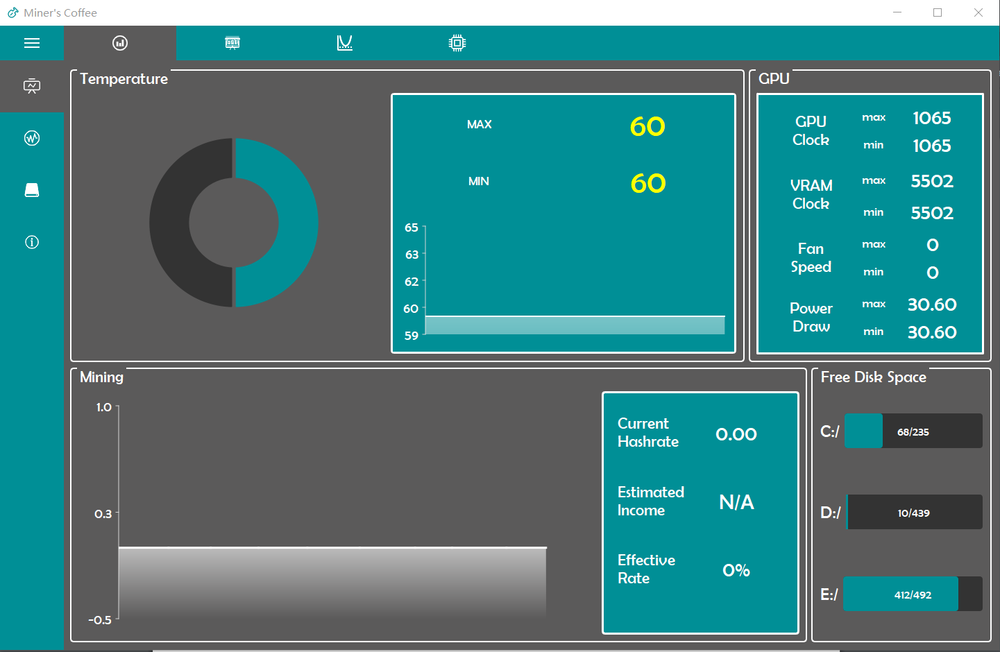 Miner's Coffee
Temperature
MAX 60
MIN 60
65
63
62
60
59
GPU
GPU Clock
max 1065
min 1065
VRAM Clock
max 5502
min 5502
Fan Speed
max 0
min 0
Power Draw
max 30.60
min 30.60
Mining
1.0
0.3
-0.5
Current
Hashrate
0.00
Estimated
Income
N/A
Effective
Rate
0%
Free Disk Space
C:/ 68/235
D:/ 10/439
E:/ 412/492